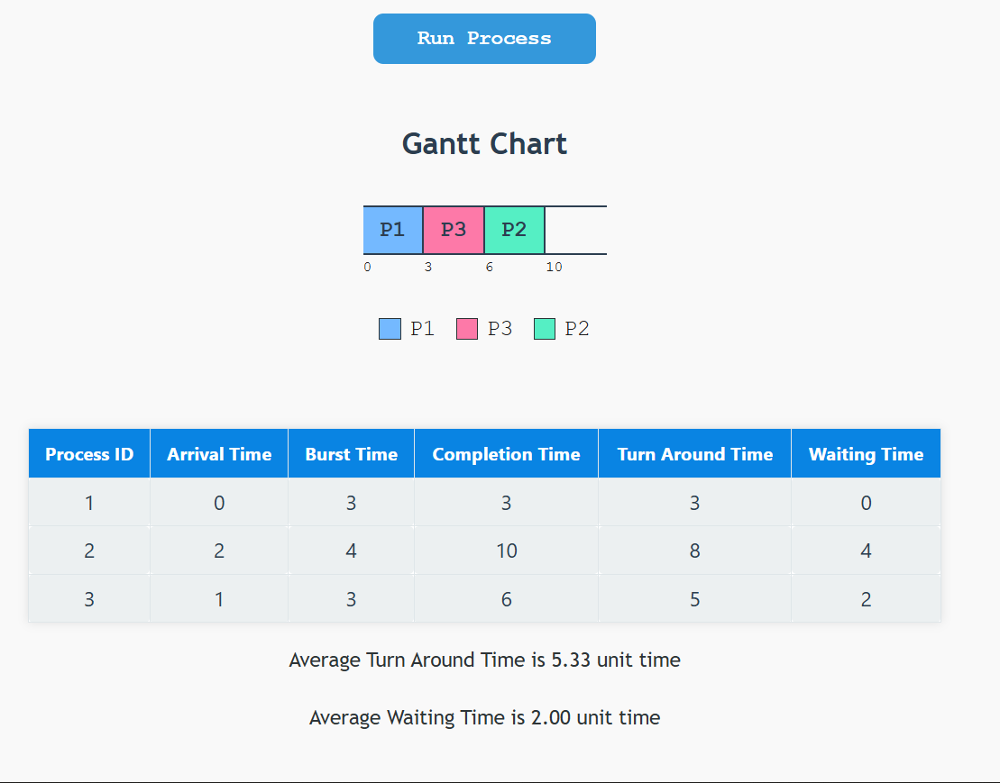 Run Process
Gantt Chart
P1 P3 P2
0 3 6 10
P1 P3 P2
Process ID Arrival Time Burst Time Completion Time Turn Around Time Waiting Time
1 0 3 3 3 0
2 2 4 10 8 4
3 1 3 6 5 2
Average Turn Around Time is 5.33 unit time
Average Waiting Time is 2.00 unit time